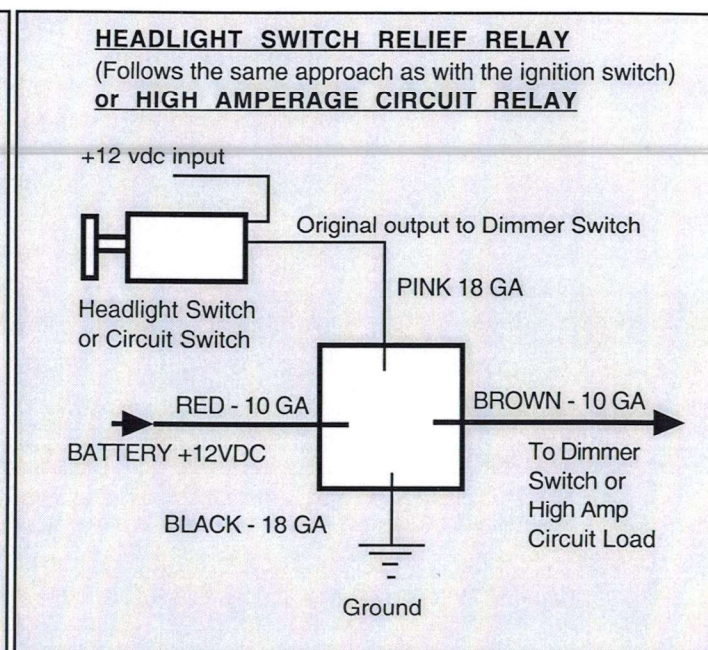 HEADLIGHT SWITCH RELIEF RELAY
(Follows the same approach as with the ignition switch)
or HIGH AMPERAGE CIRCUIT RELAY
+12 vdc input
Original output to Dimmer Switch
PINK 18 GA
Headlight Switch
or Circuit Switch
RED - 10 GA
BROWN - 10 GA
BATTERY +12VDC
To Dimmer
Switch or
High Amp
Circuit Load
BLACK - 18 GA
Ground